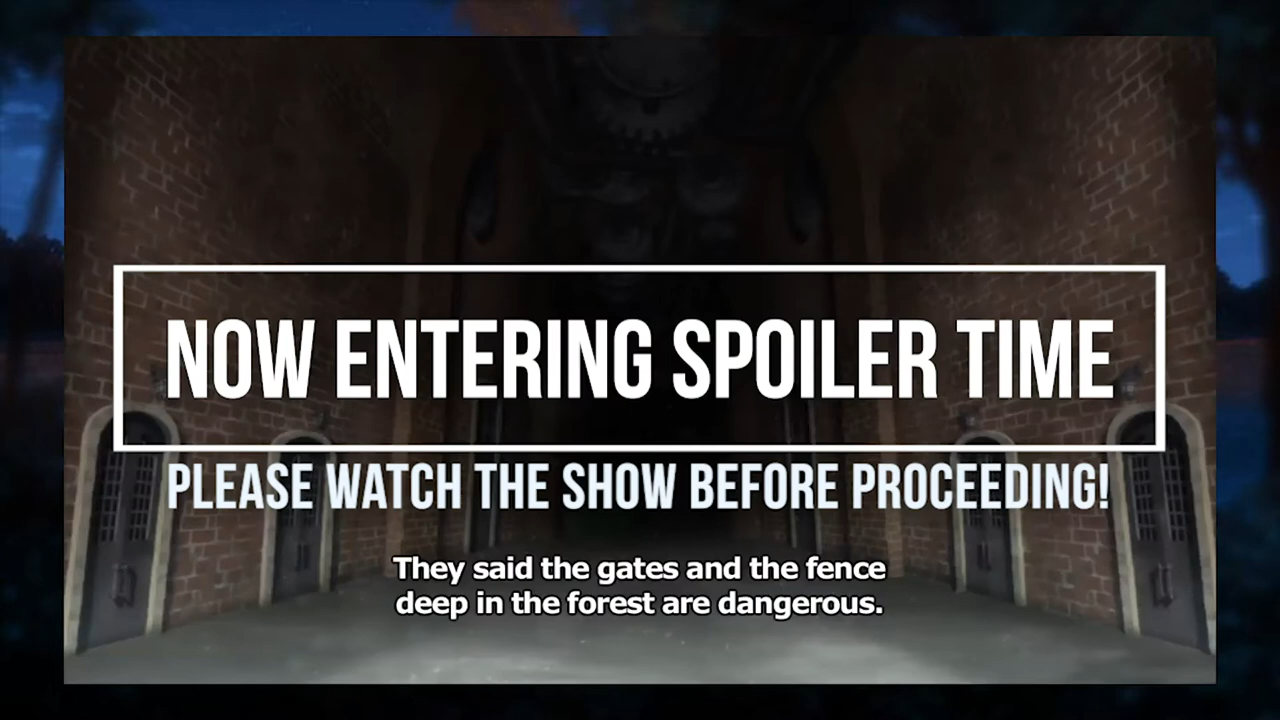 NOW ENTERING SPOILER TIME
PLEASE WATCH THE SHOW BEFORE PROCEEDING!
They said the gates and the fence
deep in the forest are dangerous.